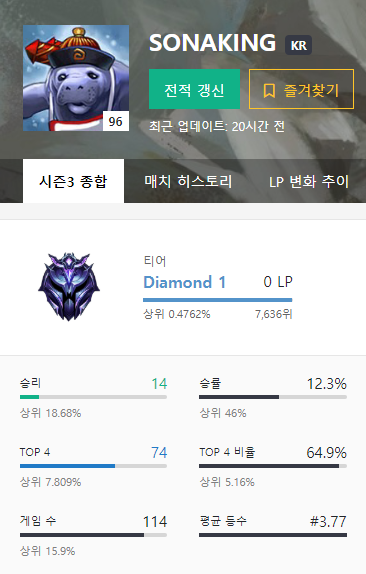 SONAKING KR
전적 갱신 즐겨찾기
96
최근 업데이트: 20시간 전
시즌3 종합 매치 히스토리 LP 변화 추이
티어
Diamond 1 0 LP
상위 0.4762% 7,636위
승리 14 승률 12.3%
상위 18.68% 상위 46%
TOP 4 74 TOP 4 비율 64.9%
상위 7.809% 상위 5.16%
게임 수 114 평균 등수 #3.77
상위 15.9%